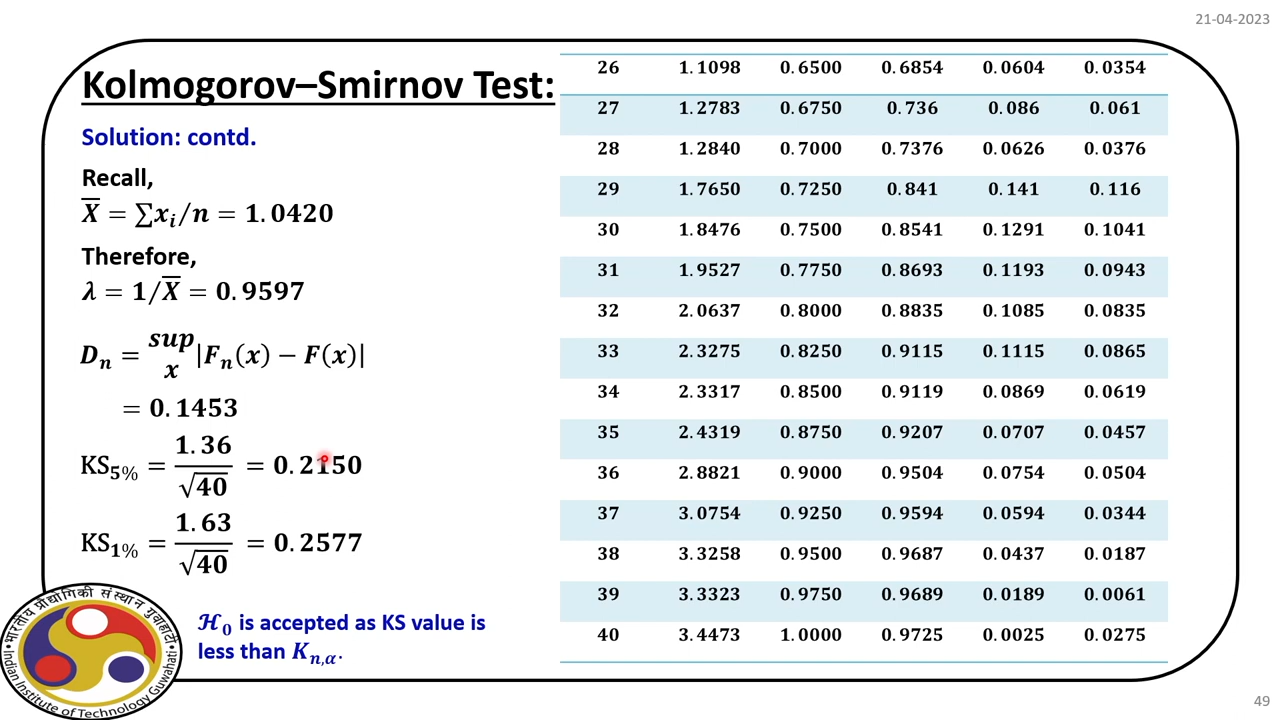 21-04-2023
Kolmogorov–Smirnov Test:
Solution: contd.
Recall,
X̅ = ∑xᵢ/n = 1.0420
Therefore,
λ = 1/X̅ = 0.9597
Dₙ = sup x |Fₙ(x) − F(x)|
= 0.1453
KS₅% = 1.36/√40 = 0.2150
KS₁% = 1.63/√40 = 0.2577
ℋ₀ is accepted as KS value is
less than Kₙ,α.
26 1.1098 0.6500 0.6854 0.0604 0.0354
27 1.2783 0.6750 0.736 0.086 0.061
28 1.2840 0.7000 0.7376 0.0626 0.0376
29 1.7650 0.7250 0.841 0.141 0.116
30 1.8476 0.7500 0.8541 0.1291 0.1041
31 1.9527 0.7750 0.8693 0.1193 0.0943
32 2.0637 0.8000 0.8835 0.1085 0.0835
33 2.3275 0.8250 0.9115 0.1115 0.0865
34 2.3317 0.8500 0.9119 0.0869 0.0619
35 2.4319 0.8750 0.9207 0.0707 0.0457
36 2.8821 0.9000 0.9504 0.0754 0.0504
37 3.0754 0.9250 0.9594 0.0594 0.0344
38 3.3258 0.9500 0.9687 0.0437 0.0187
39 3.3323 0.9750 0.9689 0.0189 0.0061
40 3.4473 1.0000 0.9725 0.0025 0.0275
भारतीय प्रौद्योगिकी संस्थान गुवाहाटी
Indian Institute of Technology Guwahati
49